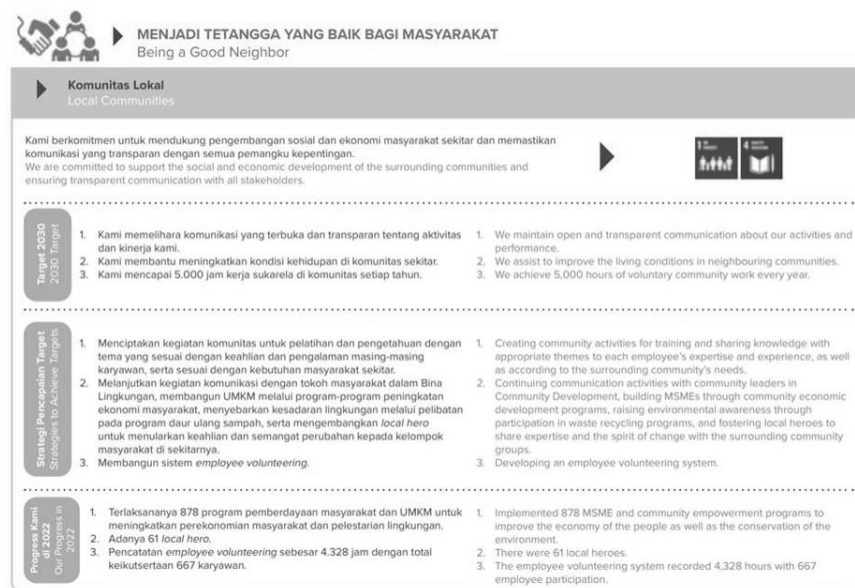 MENJADI TETANGGA YANG BAIK BAGI MASYARAKAT
Being a Good Neighbor
Komunitas Lokal
Local Communities
Kami berkomitmen untuk mendukung pengembangan sosial dan ekonomi masyarakat sekitar dan memastikan
komunikasi yang transparan dengan semua pemangku kepentingan.
We are committed to support the social and economic development of the surrounding communities and
ensuring transparent communication with all stakeholders.
1
4
Target 2030
2030 Target
1. Kami memelihara komunikasi yang terbuka dan transparan tentang aktivitas
dan kinerja kami.
2. Kami membantu meningkatkan kondisi kehidupan di komunitas sekitar.
3. Kami mencapai 5.000 jam kerja sukarela di komunitas setiap tahun.
1. We maintain open and transparent communication about our activities and
performance.
2. We assist to improve the living conditions in neighbouring communities.
3. We achieve 5,000 hours of voluntary community work every year.
Strategi Pencapaian Target
Strategies to Achieve Targets
1. Menciptakan kegiatan komunitas untuk pelatihan dan pengetahuan dengan
tema yang sesuai dengan keahlian dan pengalaman masing-masing
karyawan, serta sesuai dengan kebutuhan masyarakat sekitar.
2. Melanjutkan kegiatan komunikasi dengan tokoh masyarakat dalam Bina
Lingkungan, membangun UMKM melalui program-program peningkatan
ekonomi masyarakat, menyebarkan kesadaran lingkungan melalui pelibatan
pada program daur ulang sampah, serta mengembangkan local hero
untuk menularkan keahlian dan semangat perubahan kepada kelompok
masyarakat di sekitarnya.
3. Membangun sistem employee volunteering.
1. Creating community activities for training and sharing knowledge with
appropriate themes to each employee's expertise and experience, as well
as according to the surrounding community's needs.
2. Continuing communication activities with community leaders in
Community Development, building MSMEs through community economic
development programs, raising environmental awareness through
participation in waste recycling programs, and fostering local heroes to
share expertise and the spirit of change with the surrounding community
groups.
3. Developing an employee volunteering system.
Progress Kami
di 2022
Our Progress in
2022
1. Terlaksananya 878 program pemberdayaan masyarakat dan UMKM untuk
meningkatkan perekonomian masyarakat dan pelestarian lingkungan.
2. Adanya 61 local hero.
3. Pencatatan employee volunteering sebesar 4.328 jam dengan total
keikutsertaan 667 karyawan.
1. Implemented 878 MSME and community empowerment programs to
improve the economy of the people as well as the conservation of the
environment.
2. There were 61 local heroes.
3. The employee volunteering system recorded 4,328 hours with 667
employee participation.